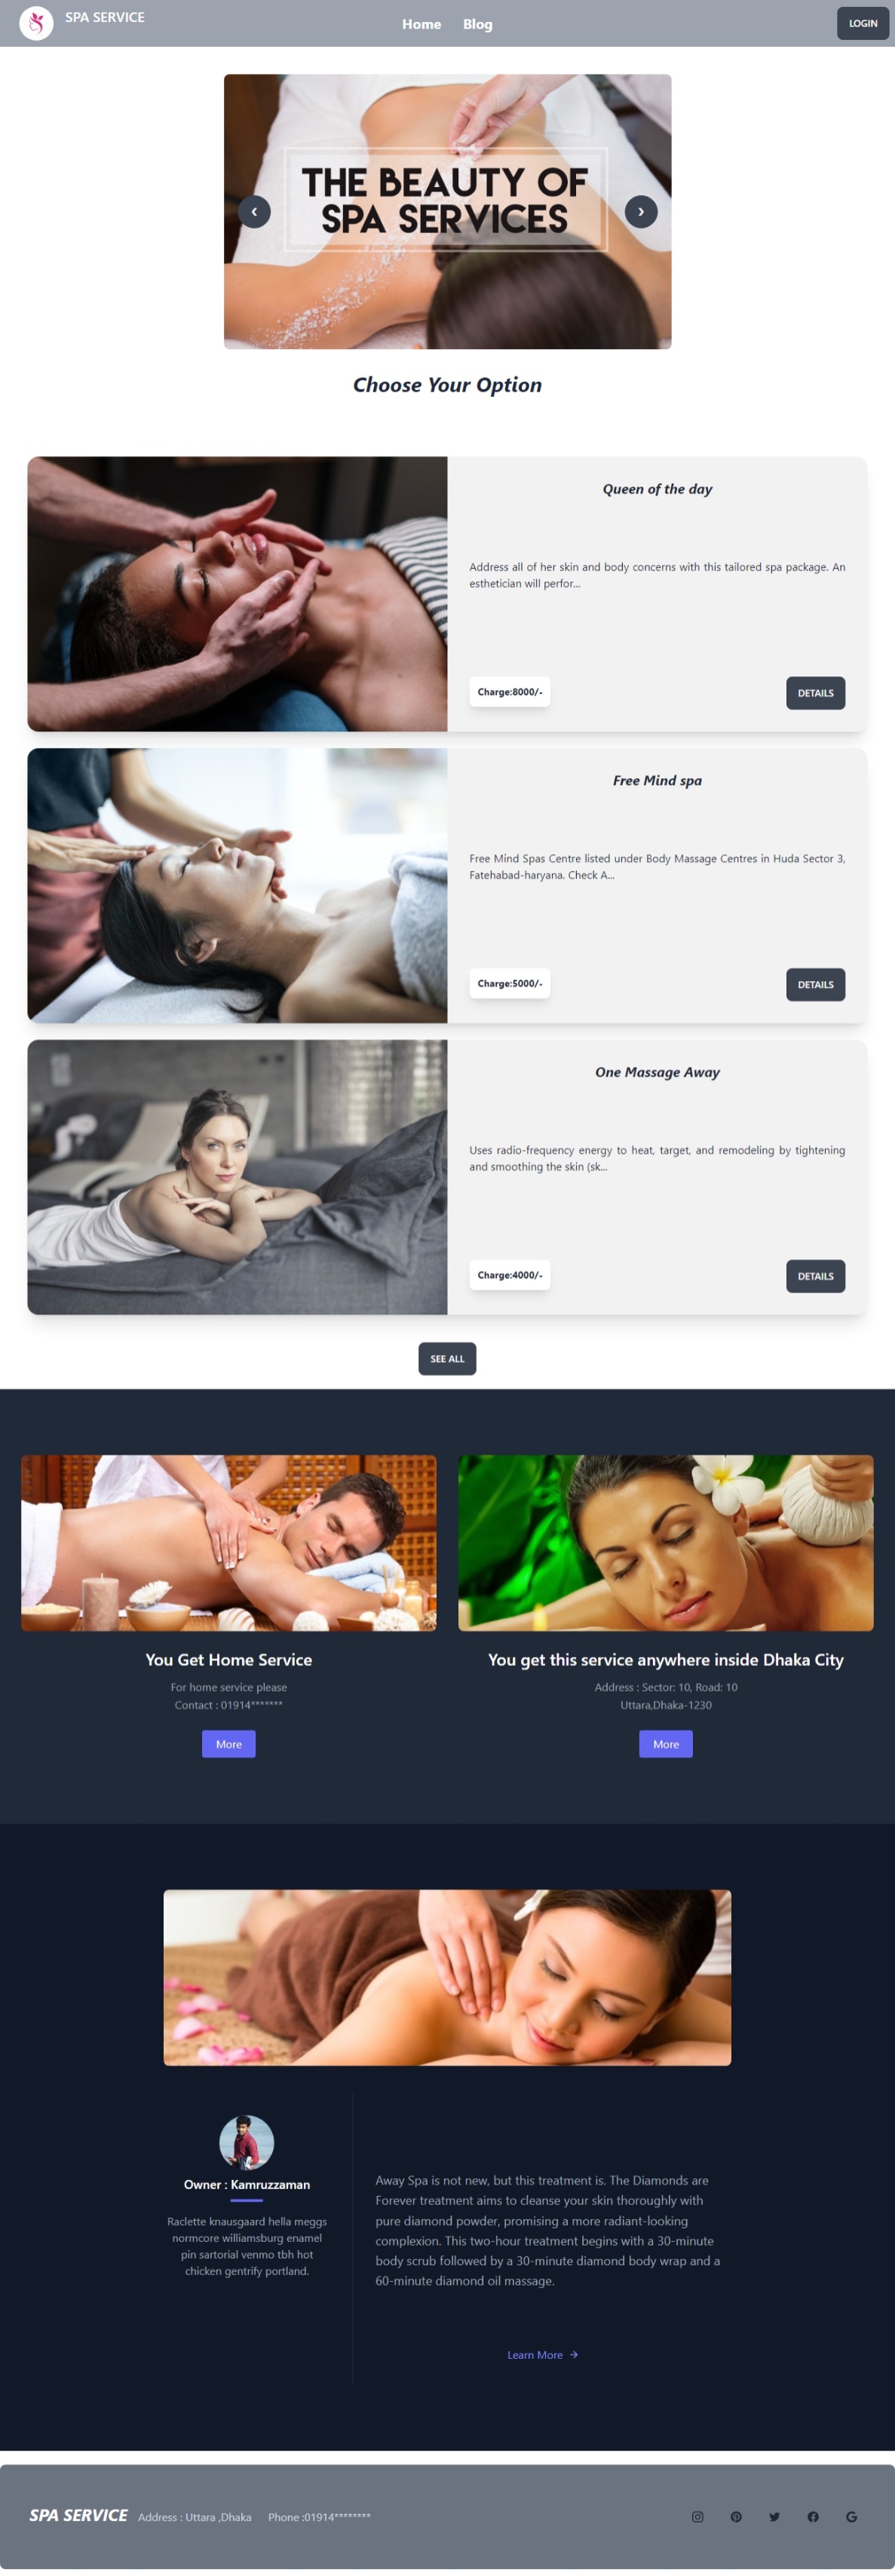 SPA SERVICE
Home Blog
LOGIN
THE BEAUTY OF
SPA SERVICES
Choose Your Option
Queen of the day
Address all of her skin and body concerns with this tailored spa package. An
esthetician will perfor...
Charge:8000/-
DETAILS
Free Mind spa
Free Mind Spas Centre listed under Body Massage Centres in Huda Sector 3,
Fatehabad-haryana. Check A...
Charge:5000/-
DETAILS
One Massage Away
Uses radio-frequency energy to heat, target, and remodeling by tightening
and smoothing the skin (sk...
Charge:4000/-
DETAILS
SEE ALL
You Get Home Service
For home service please
Contact : 01914*******
More
You get this service anywhere inside Dhaka City
Address : Sector: 10, Road: 10
Uttara,Dhaka-1230
More
Owner : Kamruzzaman
Raclette knausgaard hella meggs
normcore williamsburg enamel
pin sartorial venmo tbh hot
chicken gentrify portland.
Away Spa is not new, but this treatment is. The Diamonds are
Forever treatment aims to cleanse your skin thoroughly with
pure diamond powder, promising a more radiant-looking
complexion. This two-hour treatment begins with a 30-minute
body scrub followed by a 30-minute diamond body wrap and a
60-minute diamond oil massage.
Learn More
SPA SERVICE
Address : Uttara ,Dhaka
Phone :01914********